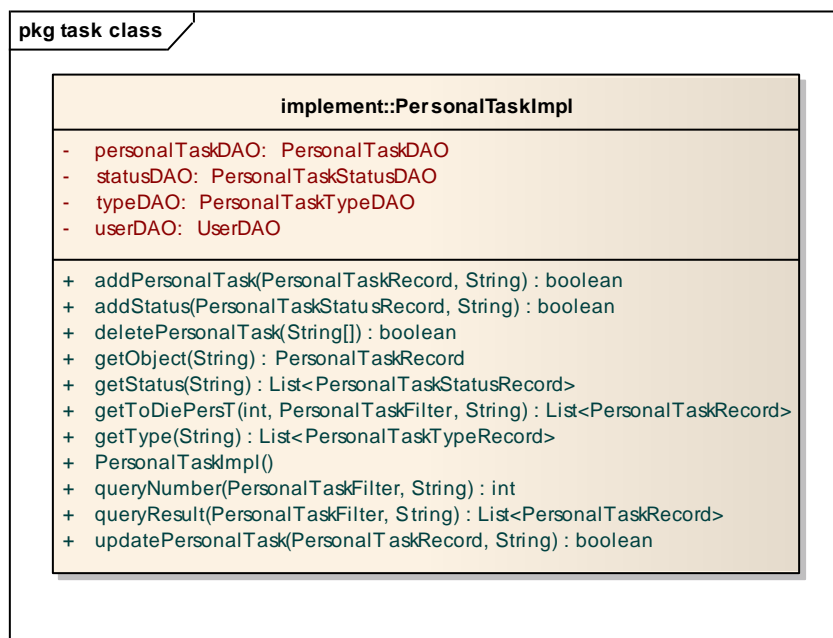 pkg task class
implement::PersonalTaskImpl
- personalTaskDAO: PersonalTaskDAO
- statusDAO: PersonalTaskStatusDAO
- typeDAO: PersonalTaskTypeDAO
- userDAO: UserDAO
+ addPersonalTask(PersonalTaskRecord, String) : boolean
+ addStatus(PersonalTaskStatusRecord, String) : boolean
+ deletePersonalTask(String[]) : boolean
+ getObject(String) : PersonalTaskRecord
+ getStatus(String) : List<PersonalTaskStatusRecord>
+ getToDiePersT(int, PersonalTaskFilter, String) : List<PersonalTaskRecord>
+ getType(String) : List<PersonalTaskTypeRecord>
+ PersonalTaskImpl()
+ queryNumber(PersonalTaskFilter, String) : int
+ queryResult(PersonalTaskFilter, String) : List<PersonalTaskRecord>
+ updatePersonalTask(PersonalTaskRecord, String) : boolean